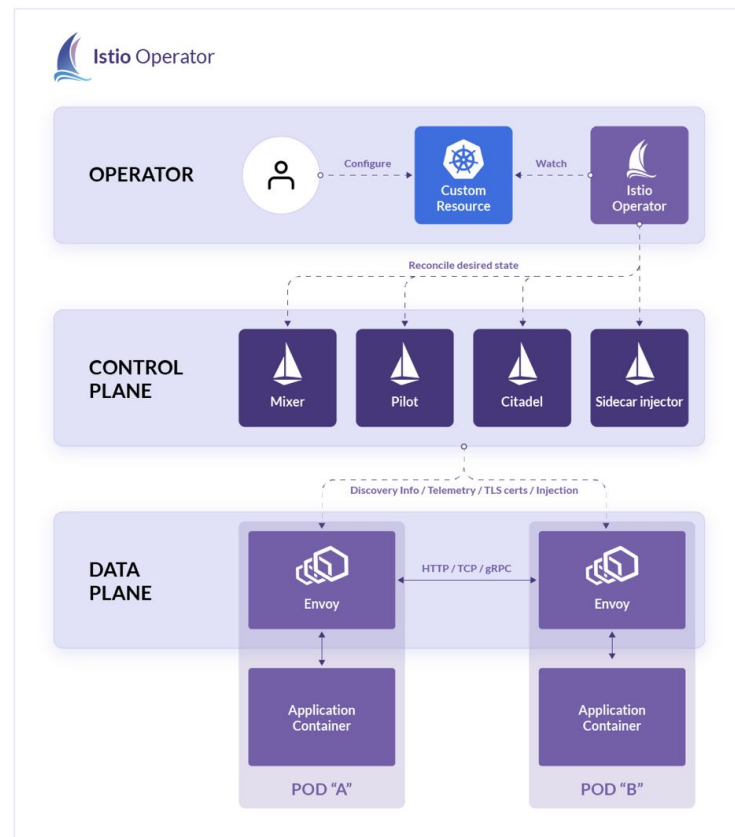 Istio Operator
OPERATOR
Configure
Custom
Resource
Watch
Istio
Operator
Reconcile desired state
CONTROL
PLANE
Mixer
Pilot
Citadel
Sidecar injector
Discovery Info / Telemetry / TLS certs / Injection
DATA
PLANE
Envoy
HTTP / TCP / gRPC
Envoy
Application
Container
Application
Container
POD “A”
POD “B”